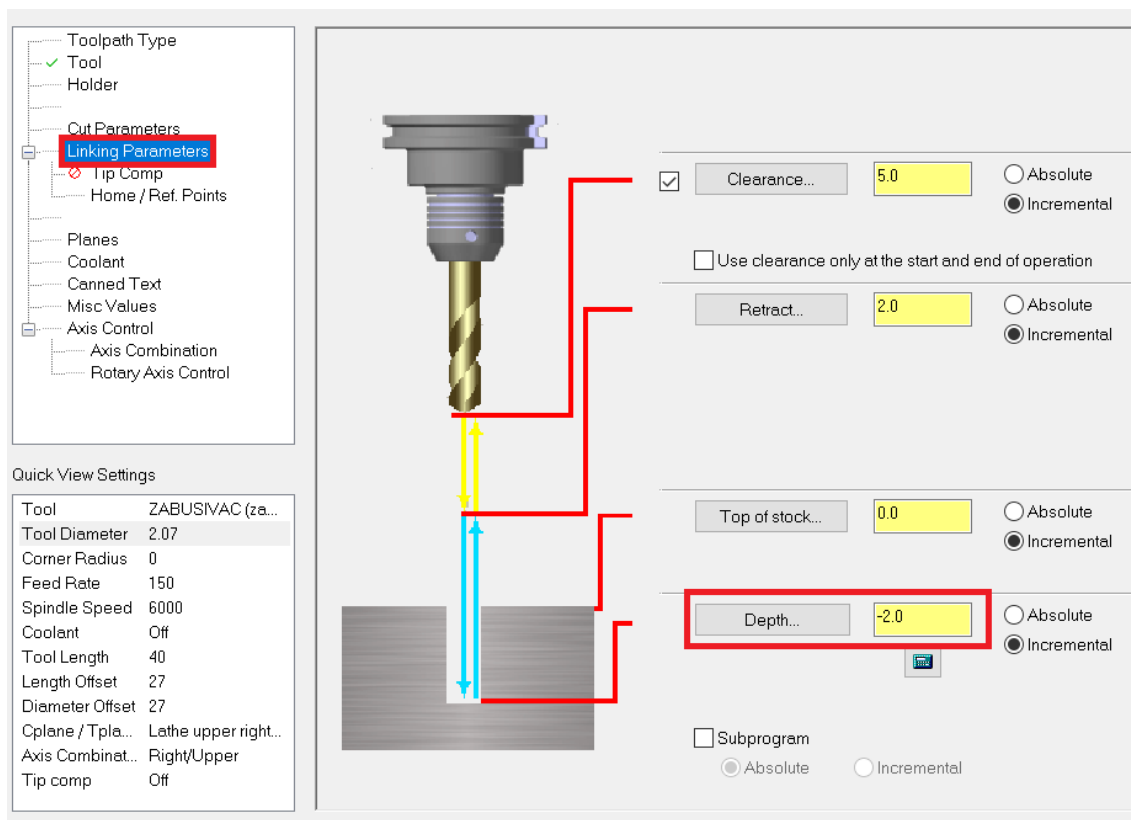 Toolpath Type
Tool
Holder
Cut Parameters
Linking Parameters
Tip Comp
Home / Ref. Points
Planes
Coolant
Canned Text
Misc Values
Axis Control
Axis Combination
Rotary Axis Control
Quick View Settings
Tool ZABUSIVAC (za...
Tool Diameter 2.07
Corner Radius 0
Feed Rate 150
Spindle Speed 6000
Coolant Off
Tool Length 40
Length Offset 27
Diameter Offset 27
Cplane / Tpla... Lathe upper right...
Axis Combinat... Right/Upper
Tip comp Off
Clearance... 5.0 Absolute
Incremental
Use clearance only at the start and end of operation
Retract... 2.0 Absolute
Incremental
Top of stock... 0.0 Absolute
Incremental
Depth... -2.0 Absolute
Incremental
Subprogram
Absolute Incremental